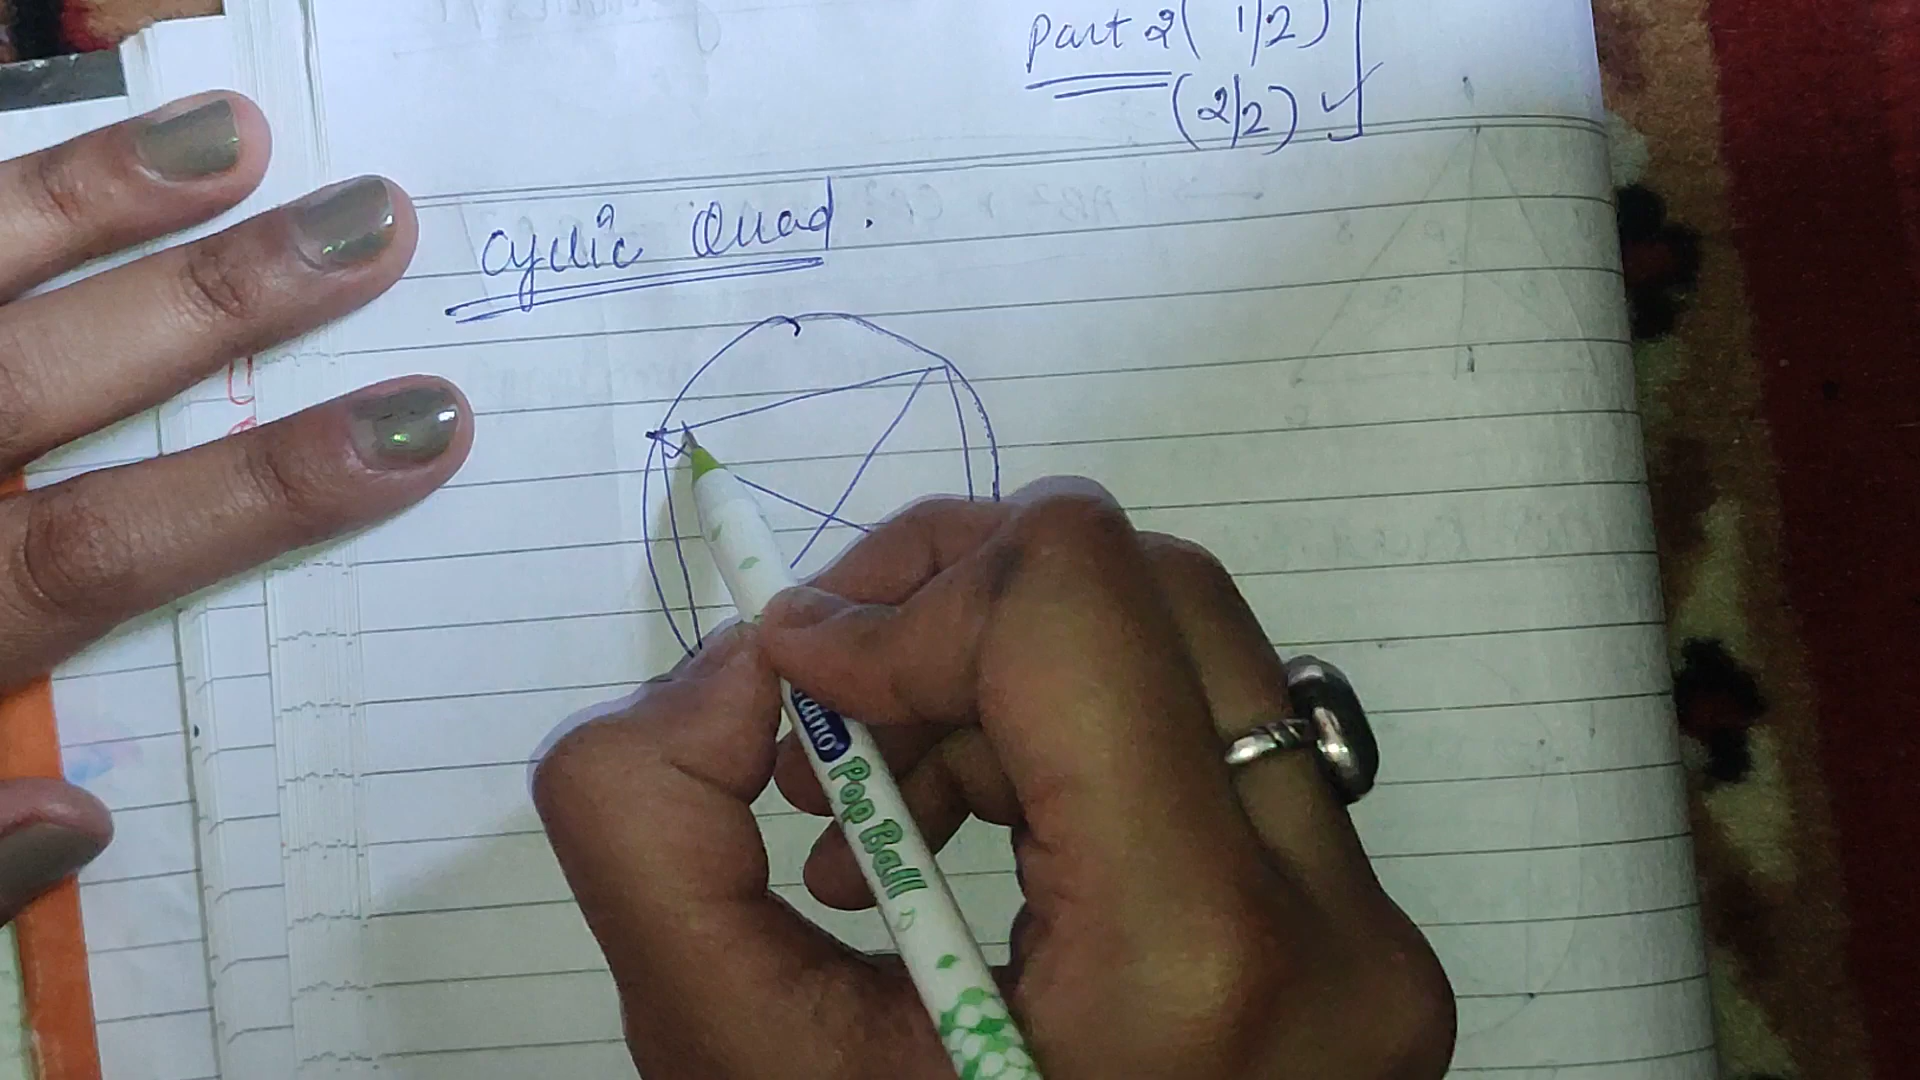 Part 2 ( 1/2 )
( 2/2 )
Cyclic Quad.
Pop Ball